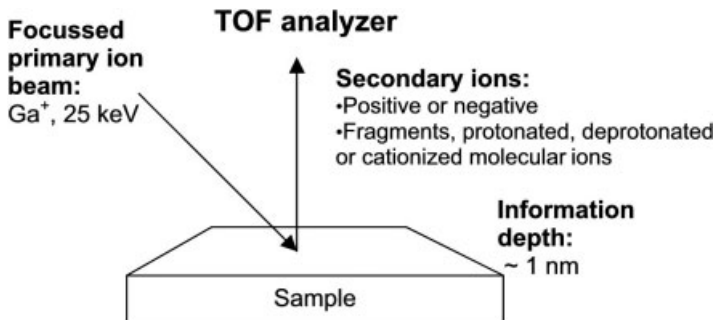 Focussed
primary ion
beam:
Ga⁺, 25 keV
TOF analyzer
Secondary ions:
•Positive or negative
•Fragments, protonated, deprotonated
or cationized molecular ions
Information
depth:
~ 1 nm
Sample